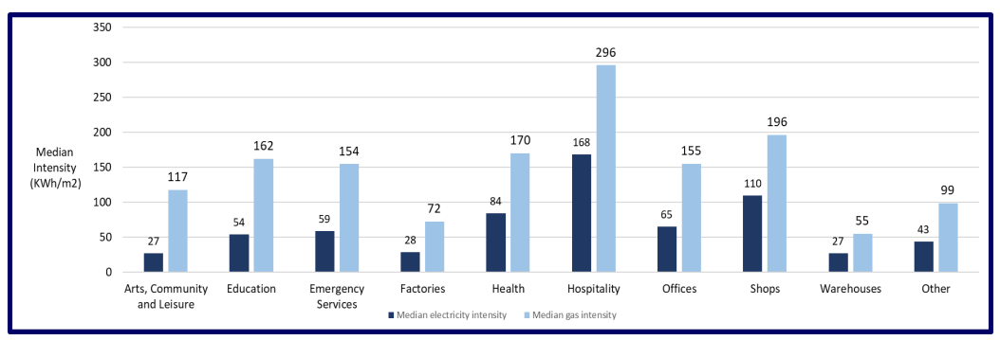 350
300
250
200
150
100
50
0
Median
Intensity
(KWh/m2)
27 117
54 162
59 154
28 72
84 170
168 296
65 155
110 196
27 55
43 99
Arts, Community
and Leisure
Education
Emergency
Services
Factories
Health
Hospitality
Offices
Shops
Warehouses
Other
Median electricity intensity
Median gas intensity